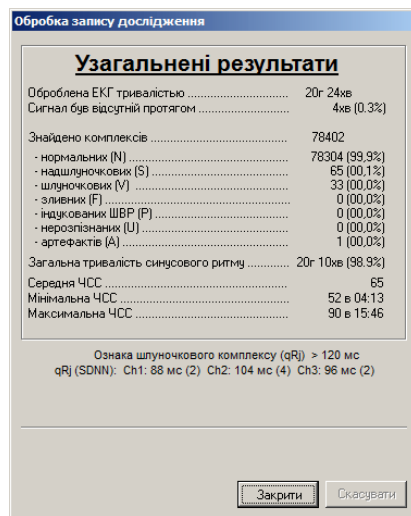 Обробка запису дослідження
Узагальнені результати
Оброблена ЕКГ тривалістю .......................... 20г 24хв
Сигнал був відсутній протягом ..................... 4хв (0.3%)
Знайдено комплексів ................................... 78402
- нормальних (N) ....................................... 78304 (99,9%)
- надшлуночкових (S) ................................ 65 (00,1%)
- шлуночкових (V) ..................................... 33 (00,0%)
- зливних (F) ............................................. 0 (00,0%)
- індукованих ШВР (P) ............................... 0 (00,0%)
- нерозпізнаних (U) ................................... 0 (00,0%)
- артефактів (A) ........................................ 1 (00,0%)
Загальна тривалість синусового ритму ............ 20г 10хв (98.9%)
Середня ЧСС ............................................. 65
Мінімальна ЧСС ......................................... 52 в 04:13
Максимальна ЧСС ...................................... 90 в 15:46
Ознака шлуночкового комплексу (qRj) > 120 мс
qRj (SDNN): Ch1: 88 мс (2) Ch2: 104 мс (4) Ch3: 96 мс (2)
Закрити Скасувати